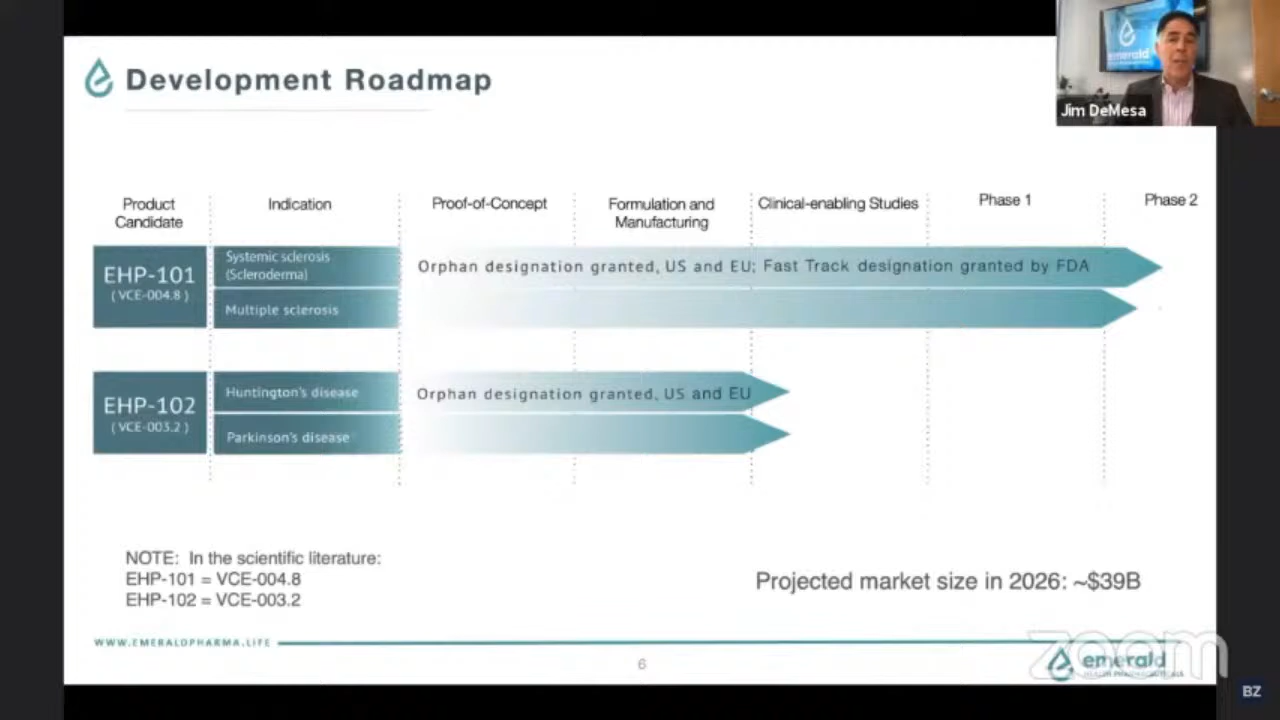 Development Roadmap
emerald
Jim DeMesa
Product
Candidate
Indication
Proof-of-Concept
Formulation and
Manufacturing
Clinical-enabling Studies
Phase 1
Phase 2
EHP-101
( VCE-004.8 )
Systemic sclerosis
(Scleroderma)
Orphan designation granted, US and EU; Fast Track designation granted by FDA
Multiple sclerosis
EHP-102
( VCE-003.2 )
Huntington's disease
Orphan designation granted, US and EU
Parkinson's disease
NOTE: In the scientific literature:
EHP-101 = VCE-004.8
EHP-102 = VCE-003.2
Projected market size in 2026: ~$39B
WWW.EMERALDPHARMA.LIFE
6
zoom
emerald
HEALTH PHARMACEUTICALS
BZ